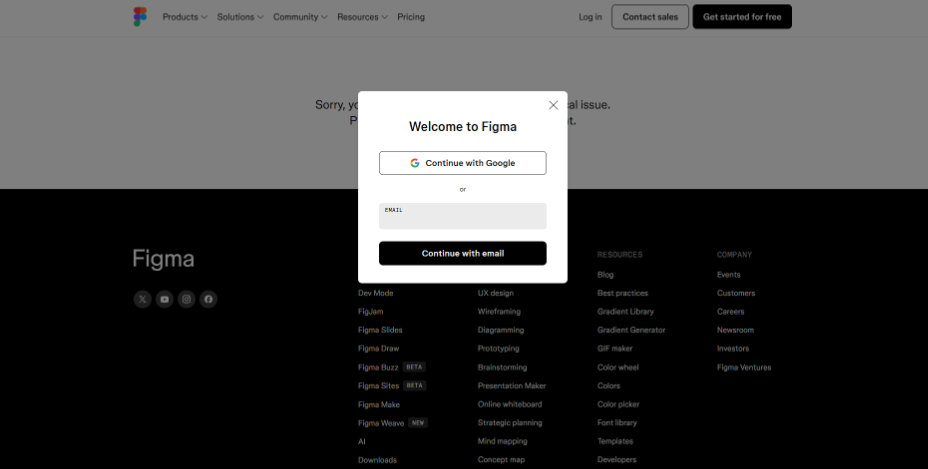 Products Solutions Community Resources Pricing Log in Contact sales Get started for free
Sorry, al issue.
Welcome to Figma
Continue with Google
or
EMAIL
Continue with email
Figma
Dev Mode
FigJam
Figma Slides
Figma Draw
Figma Buzz BETA
Figma Sites BETA
Figma Make
Figma Weave NEW
AI
Downloads
UX design
Wireframing
Diagramming
Prototyping
Brainstorming
Presentation Maker
Online whiteboard
Strategic planning
Mind mapping
Concept map
RESOURCES
Blog
Best practices
Gradient Library
Gradient Generator
GIF maker
Color wheel
Colors
Color picker
Font library
Templates
Developers
COMPANY
Events
Customers
Careers
Newsroom
Investors
Figma Ventures